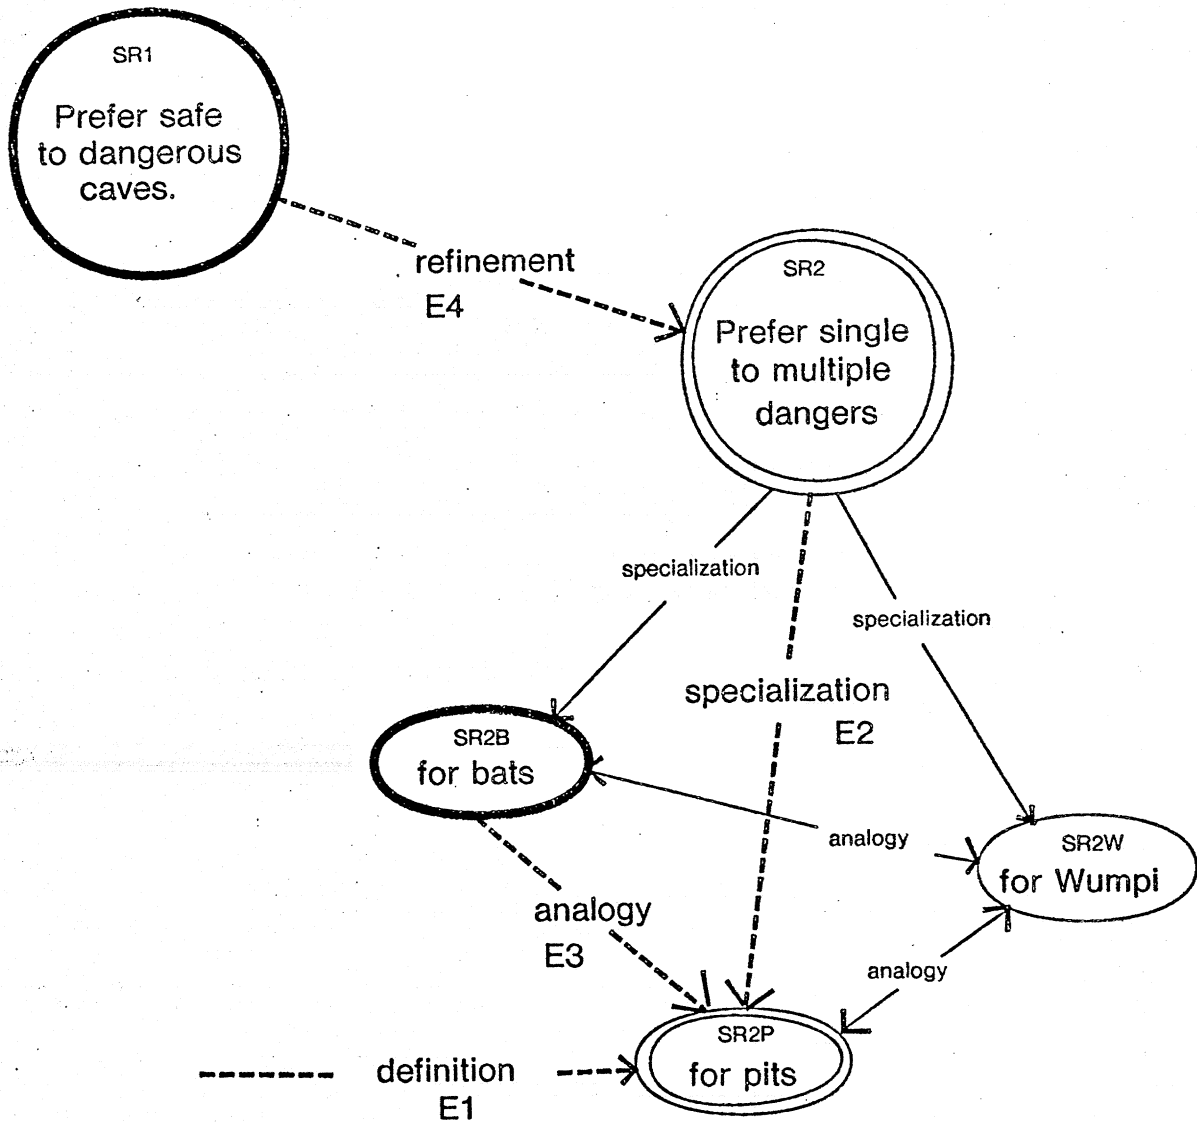 SR1
Prefer safe
to dangerous
caves.
refinement
E4
SR2
Prefer single
to multiple
dangers
specialization
specialization
specialization
E2
SR2B
for bats
analogy
SR2W
for Wumpi
analogy
E3
analogy
SR2P
for pits
definition
E1